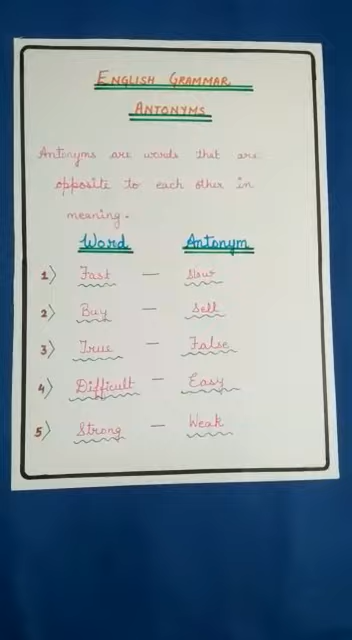 ENGLISH GRAMMAR
ANTONYMS
Antonyms are words that are
opposite to each other in
meaning.
Word Antonym
1) Fast — Slow
2) Buy — Sell
3) True — False
4) Difficult — Easy
5) Strong — Weak